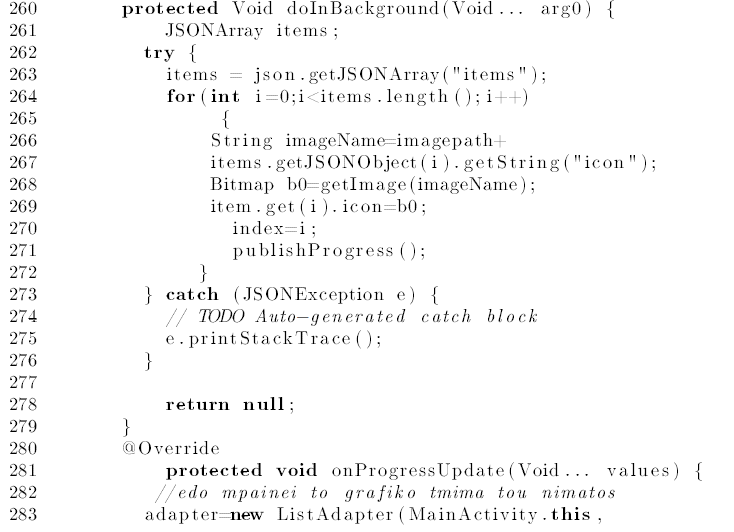 260 protected Void doInBackground(Void... arg0) {
261 JSONArray items;
262 try {
263 items = json.getJSONArray("items");
264 for(int i=0;i<items.length();i++)
265 {
266 String imageName=imagepath+
267 items.getJSONObject(i).getString("icon");
268 Bitmap b0=getImage(imageName);
269 item.get(i).icon=b0;
270 index=i;
271 publishProgress();
272 }
273 } catch (JSONException e) {
274 // TODO Auto-generated catch block
275 e.printStackTrace();
276 }
277
278 return null;
279 }
280 @Override
281 protected void onProgressUpdate(Void... values) {
282 //edo mpainei to grafiko tmima tou nimatos
283 adapter=new ListAdapter(MainActivity.this,